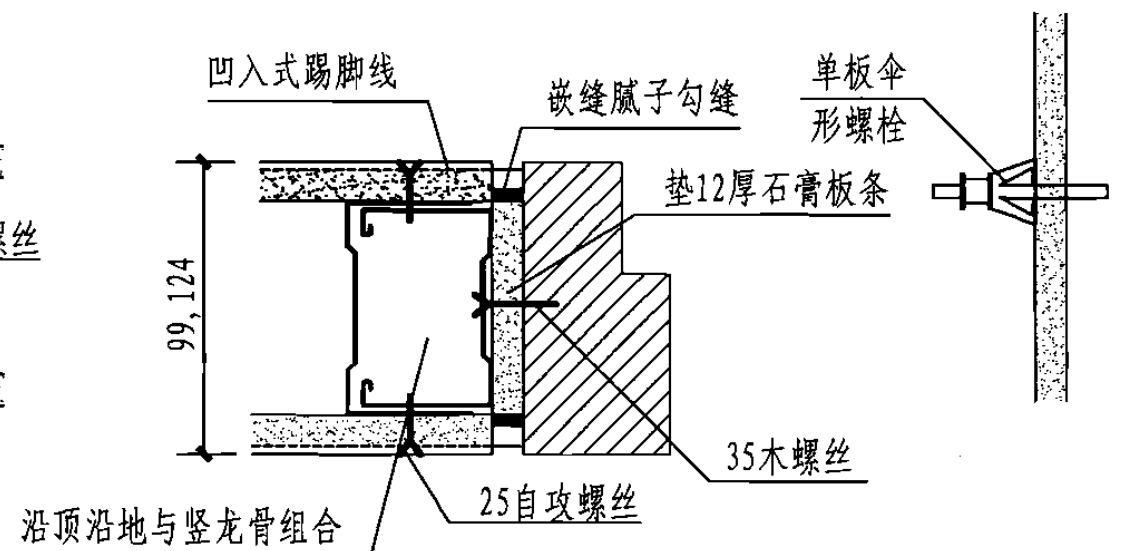 凹入式踢脚线
嵌缝腻子勾缝
单板伞
形螺栓
垫12厚石膏板条
螺丝
99,124
35木螺丝
25自攻螺丝
沿顶沿地与竖龙骨组合